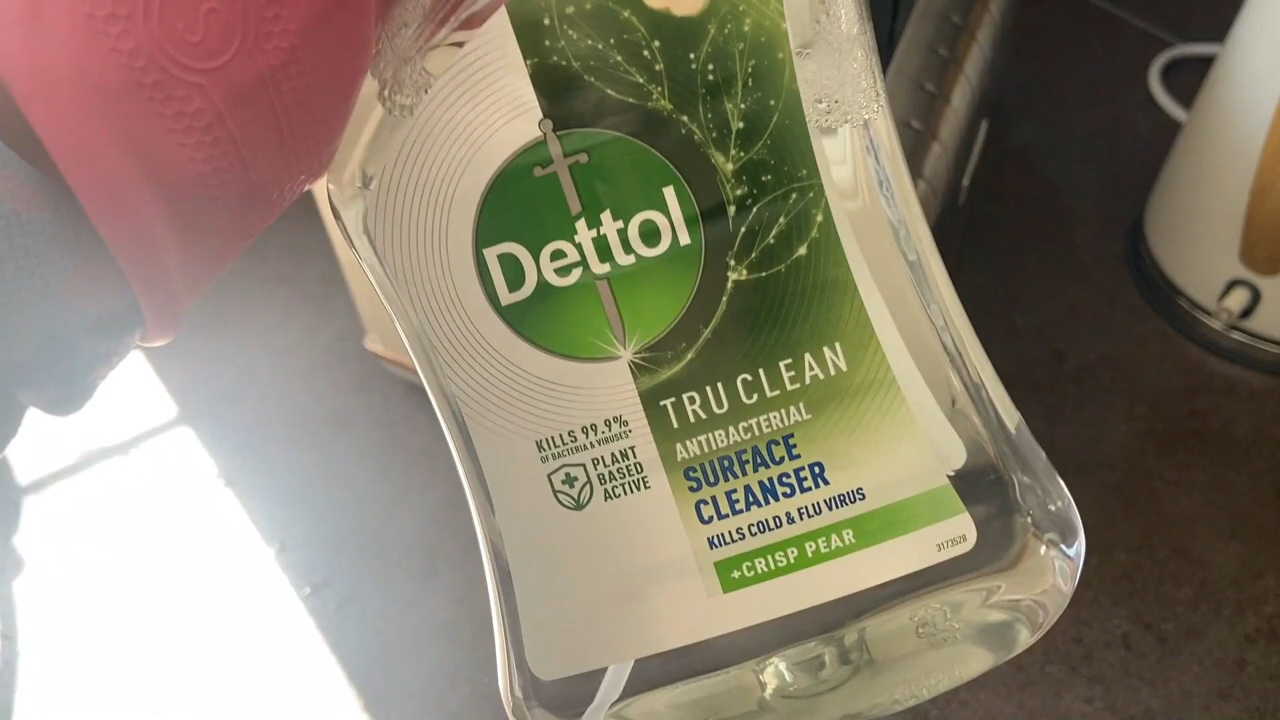 Dettol
TRU CLEAN
ANTIBACTERIAL
SURFACE
CLEANSER
KILLS COLD & FLU VIRUS
+CRISP PEAR
KILLS 99.9%
OF BACTERIA & VIRUSES*
PLANT
BASED
ACTIVE
3173528